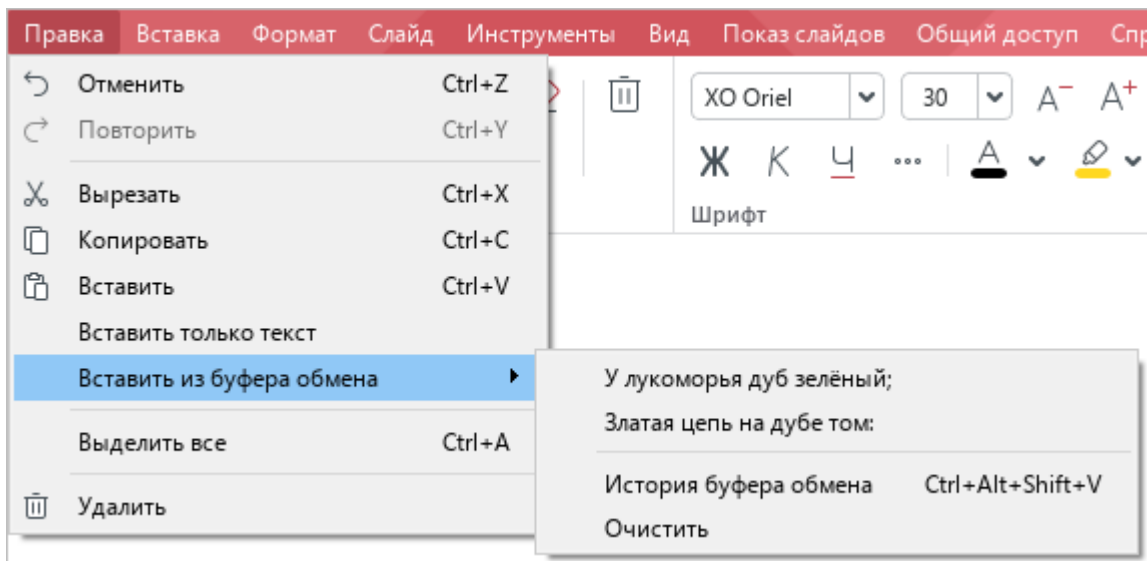 Правка Вставка Формат Слайд Инструменты Вид Показ слайдов Общий доступ
Отменить Ctrl+Z
XO Oriel 30 A− A+
Повторить Ctrl+Y
Ж К Ч ••• A
Вырезать Ctrl+X
Шрифт
Копировать Ctrl+C
Вставить Ctrl+V
Вставить только текст
Вставить из буфера обмена
У лукоморья дуб зелёный;
Златая цепь на дубе том:
Выделить все Ctrl+A
История буфера обмена Ctrl+Alt+Shift+V
Удалить
Очистить